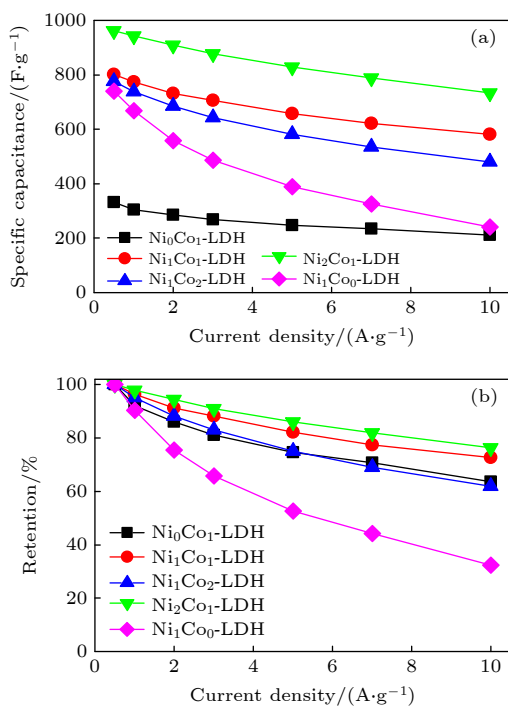 (a)
1000
800
600
400
200
0
Specific capacitance/(F·g⁻¹)
Ni₀Co₁-LDH
Ni₁Co₁-LDH Ni₂Co₁-LDH
Ni₁Co₂-LDH Ni₁Co₀-LDH
0 2 4 6 8 10
Current density/(A·g⁻¹)
(b)
100
80
60
40
20
0
Retention/%
Ni₀Co₁-LDH
Ni₁Co₁-LDH
Ni₁Co₂-LDH
Ni₂Co₁-LDH
Ni₁Co₀-LDH
0 2 4 6 8 10
Current density/(A·g⁻¹)